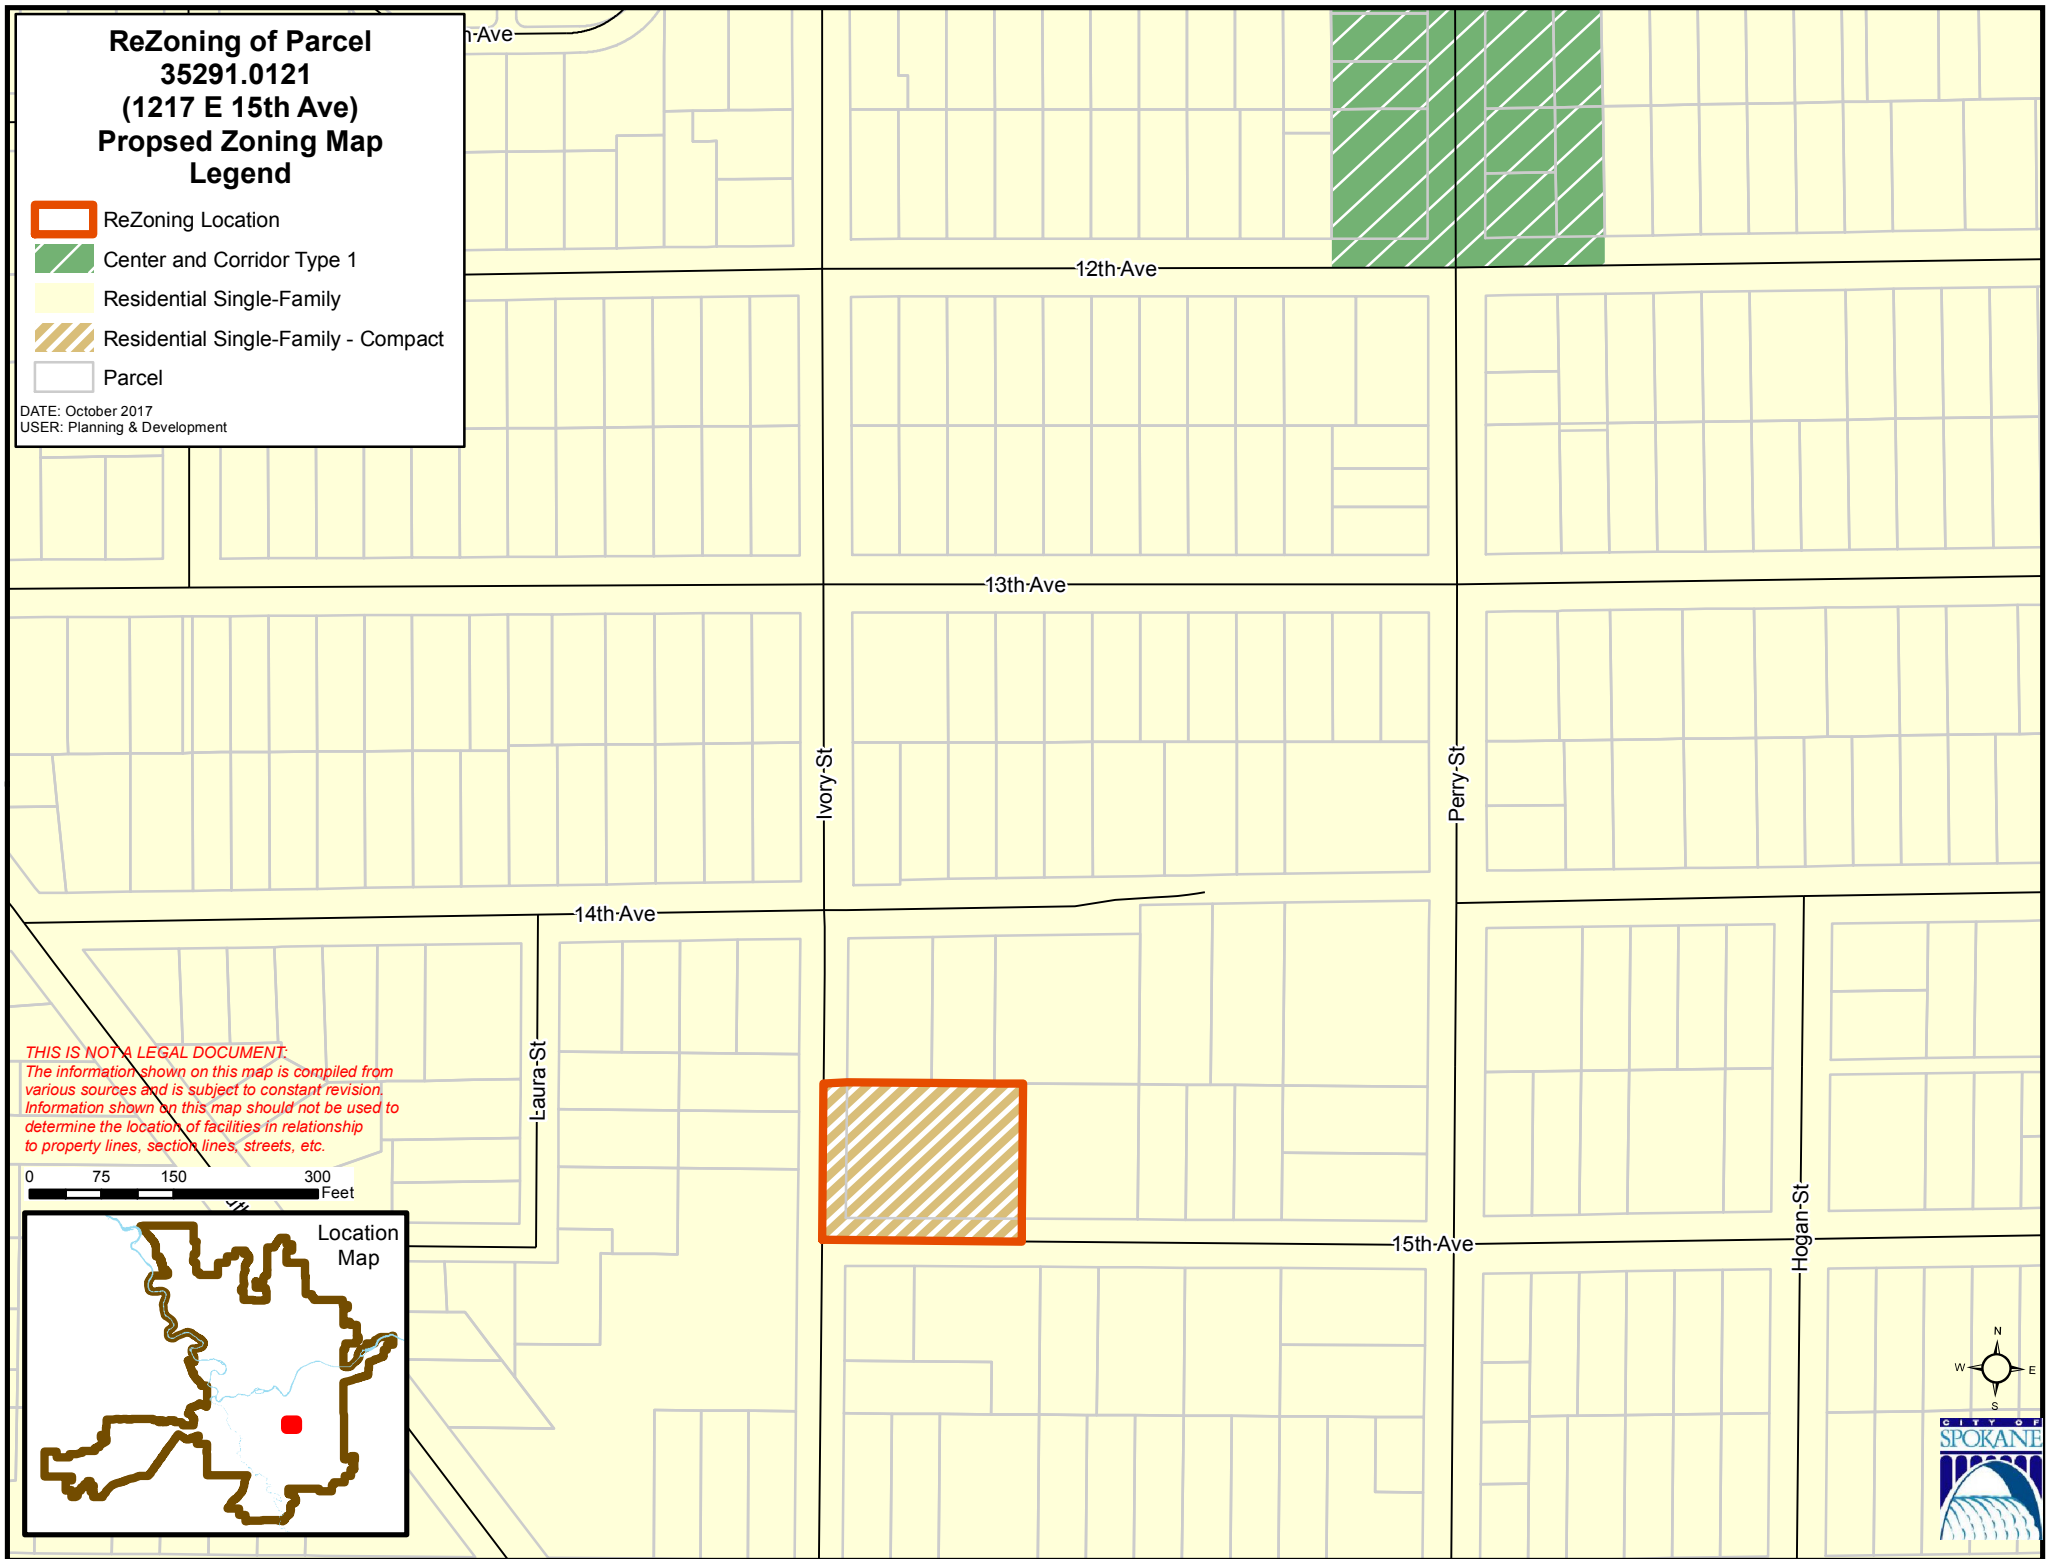 ReZoning of Parcel
35291.0121
(1217 E 15th Ave)
Propsed Zoning Map
Legend
ReZoning Location
Center and Corridor Type 1
Residential Single-Family
Residential Single-Family - Compact
Parcel
DATE: October 2017
USER: Planning & Development
Ave
12th Ave
13th Ave
Ivory St
Perry St
14th Ave
Laura St
15th Ave
Hogan St
THIS IS NOT A LEGAL DOCUMENT:
The information shown on this map is compiled from
various sources and is subject to constant revision.
Information shown on this map should not be used to
determine the location of facilities in relationship
to property lines, section lines, streets, etc.
0 75 150 300
Feet
Location
Map
N
W E
S
CITY OF
SPOKANE